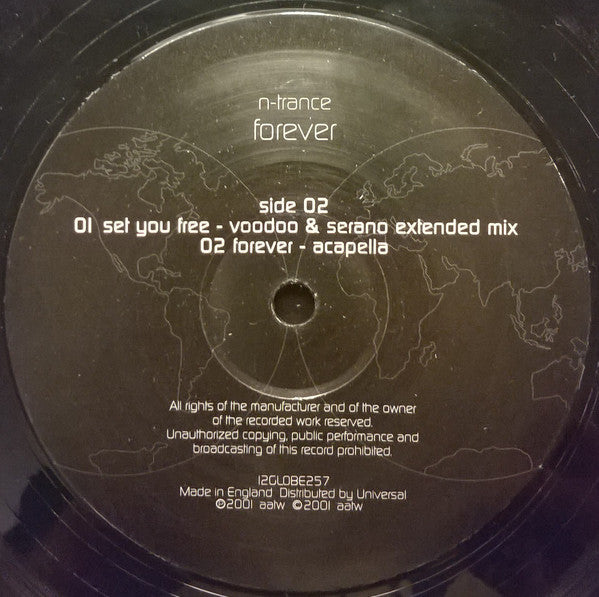 n-trance
forever
side 02
01 set you free - voodoo & serano extended mix
02 forever - acapella
All rights of the manufacturer and of the owner
of the recorded work reserved.
Unauthorized copying, public performance and
broadcasting of this record prohibited.
12GLOBE257
Made in England Distributed by Universal
℗2001 aatw ©2001 aatw